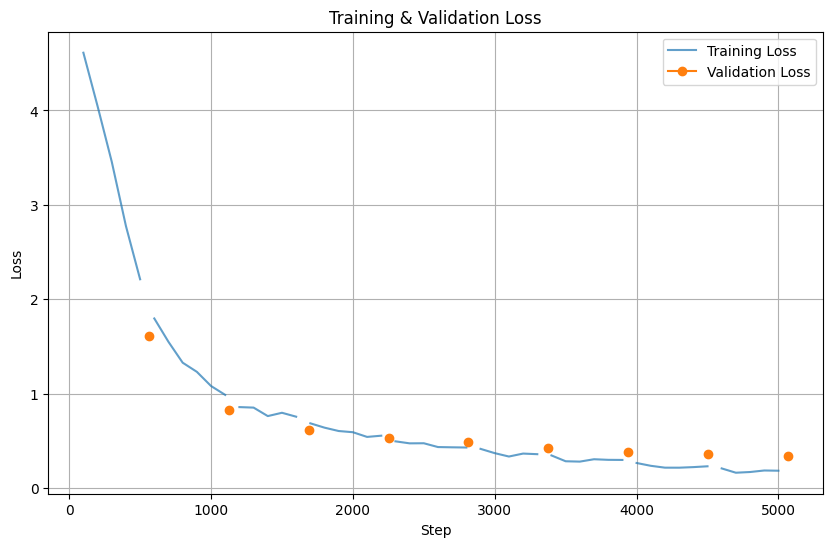 Training & Validation Loss
Training Loss
Validation Loss
Loss
4
3
2
1
0
0 1000 2000 3000 4000 5000
Step